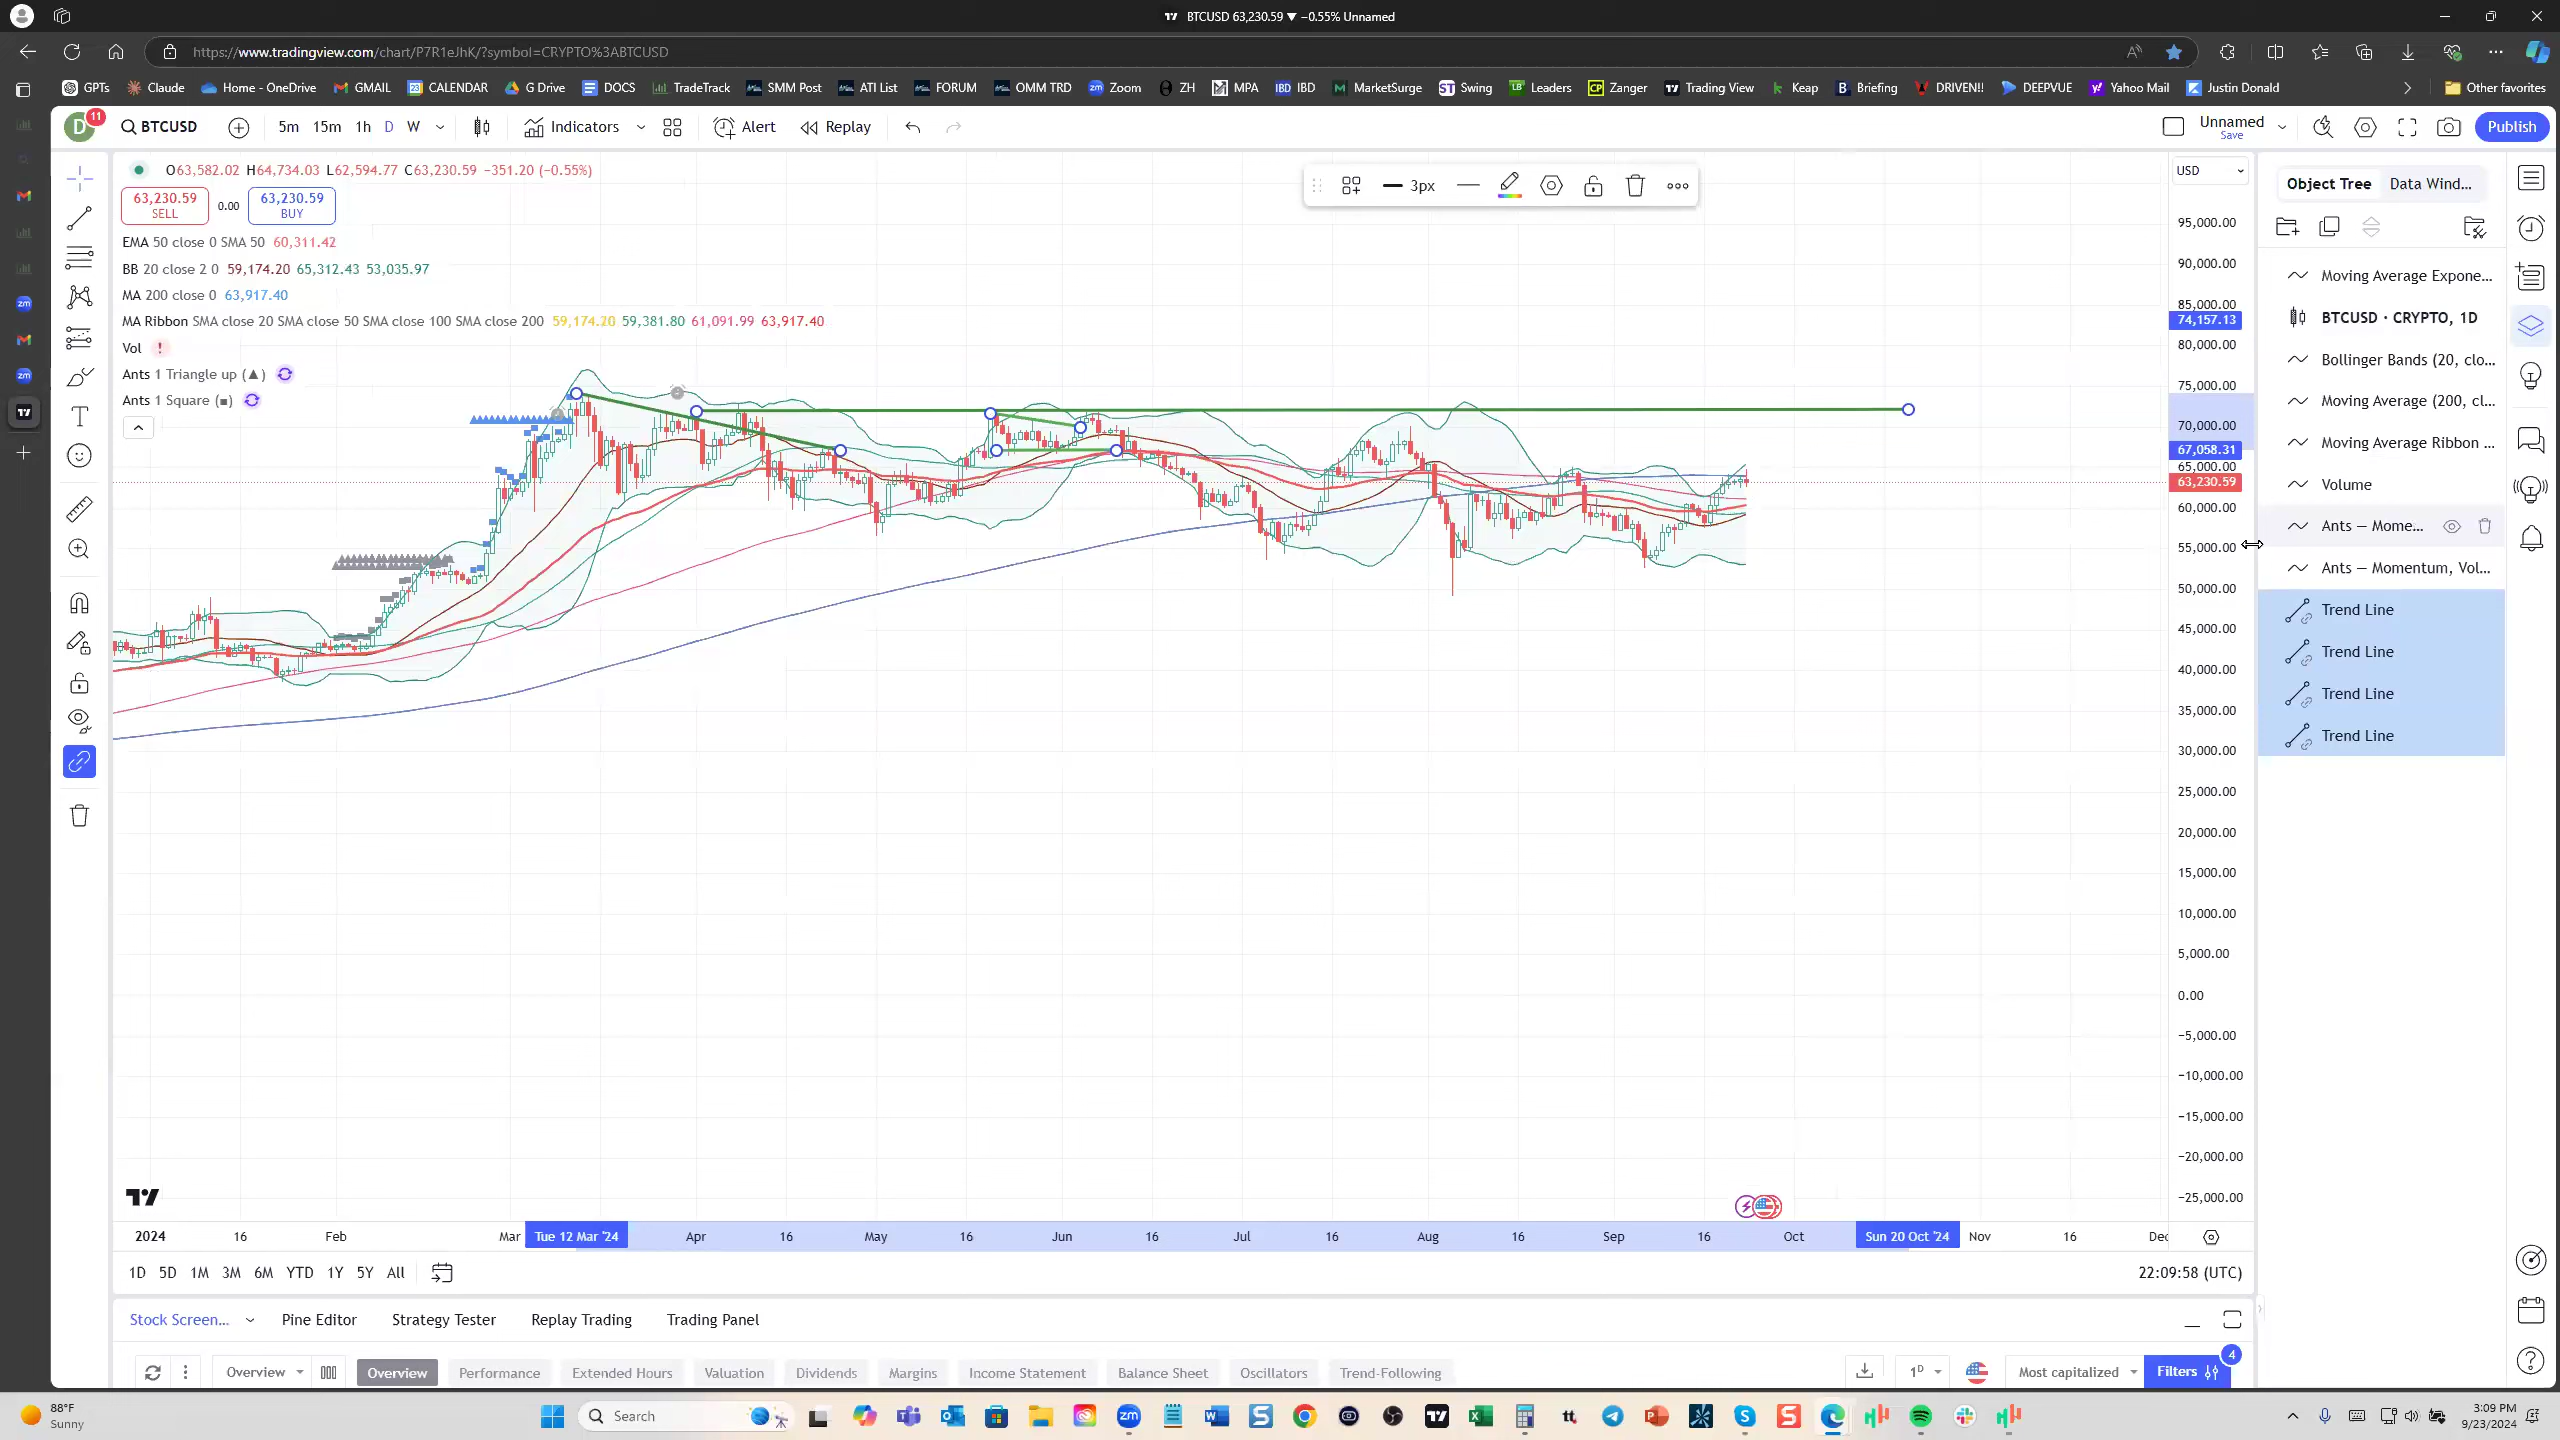 BTCUSD 63,230.59 ▼ −0.55% Unnamed
https://www.tradingview.com/chart/P7R1eJhK/?symbol=CRYPTO%3ABTCUSD
GPTs Claude Home - OneDrive GMAIL CALENDAR G Drive DOCS TradeTrack SMM Post ATI List FORUM OMM TRD Zoom ZH MPA IBD MarketSurge Swing Leaders Zanger Trading View Keap Briefing DRIVEN!! DEEPVUE Yahoo Mail Justin Donald Other favorites
D 11 BTCUSD 5m 15m 1h D W Indicators Alert Replay Unnamed Save Publish
O63,582.02 H64,734.03 L62,594.77 C63,230.59 −351.20 (−0.55%)
63,230.59 SELL 0.00 63,230.59 BUY
EMA 50 close 0 SMA 50 60,311.42
BB 20 close 2 0 59,174.20 65,312.43 53,035.97
MA 200 close 0 63,917.40
MA Ribbon SMA close 20 SMA close 50 SMA close 100 SMA close 200 59,174.20 59,381.80 61,091.99 63,917.40
Vol !
Ants 1 Triangle up (▲)
Ants 1 Square (■)
3px
USD
95,000.00
90,000.00
85,000.00
74,157.13
80,000.00
75,000.00
70,000.00
67,058.31
65,000.00
63,230.59
60,000.00
55,000.00
50,000.00
45,000.00
40,000.00
35,000.00
30,000.00
25,000.00
20,000.00
15,000.00
10,000.00
5,000.00
0.00
−5,000.00
−10,000.00
−15,000.00
−20,000.00
−25,000.00
Object Tree Data Wind...
Moving Average Expone...
BTCUSD · CRYPTO, 1D
Bollinger Bands (20, clo...
Moving Average (200, cl...
Moving Average Ribbon ...
Volume
Ants — Mome...
Ants — Momentum, Vol...
Trend Line
Trend Line
Trend Line
Trend Line
2024 16 Feb Mar Tue 12 Mar '24 Apr 16 May 16 Jun 16 Jul 16 Aug 16 Sep 16 Oct Sun 20 Oct '24 Nov 16 Dec
1D 5D 1M 3M 6M YTD 1Y 5Y All 22:09:58 (UTC)
Stock Screen... Pine Editor Strategy Tester Replay Trading Trading Panel
Overview Overview Performance Extended Hours Valuation Dividends Margins Income Statement Balance Sheet Oscillators Trend-Following 1D Most capitalized Filters 4
88°F
Sunny
Search
3:09 PM
9/23/2024